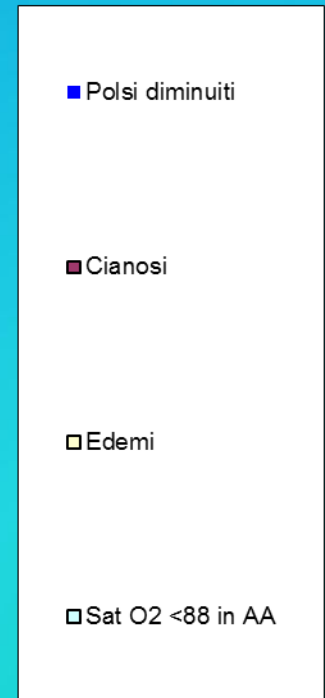 Polsi diminuiti
Cianosi
Edemi
Sat O2 <88 in AA